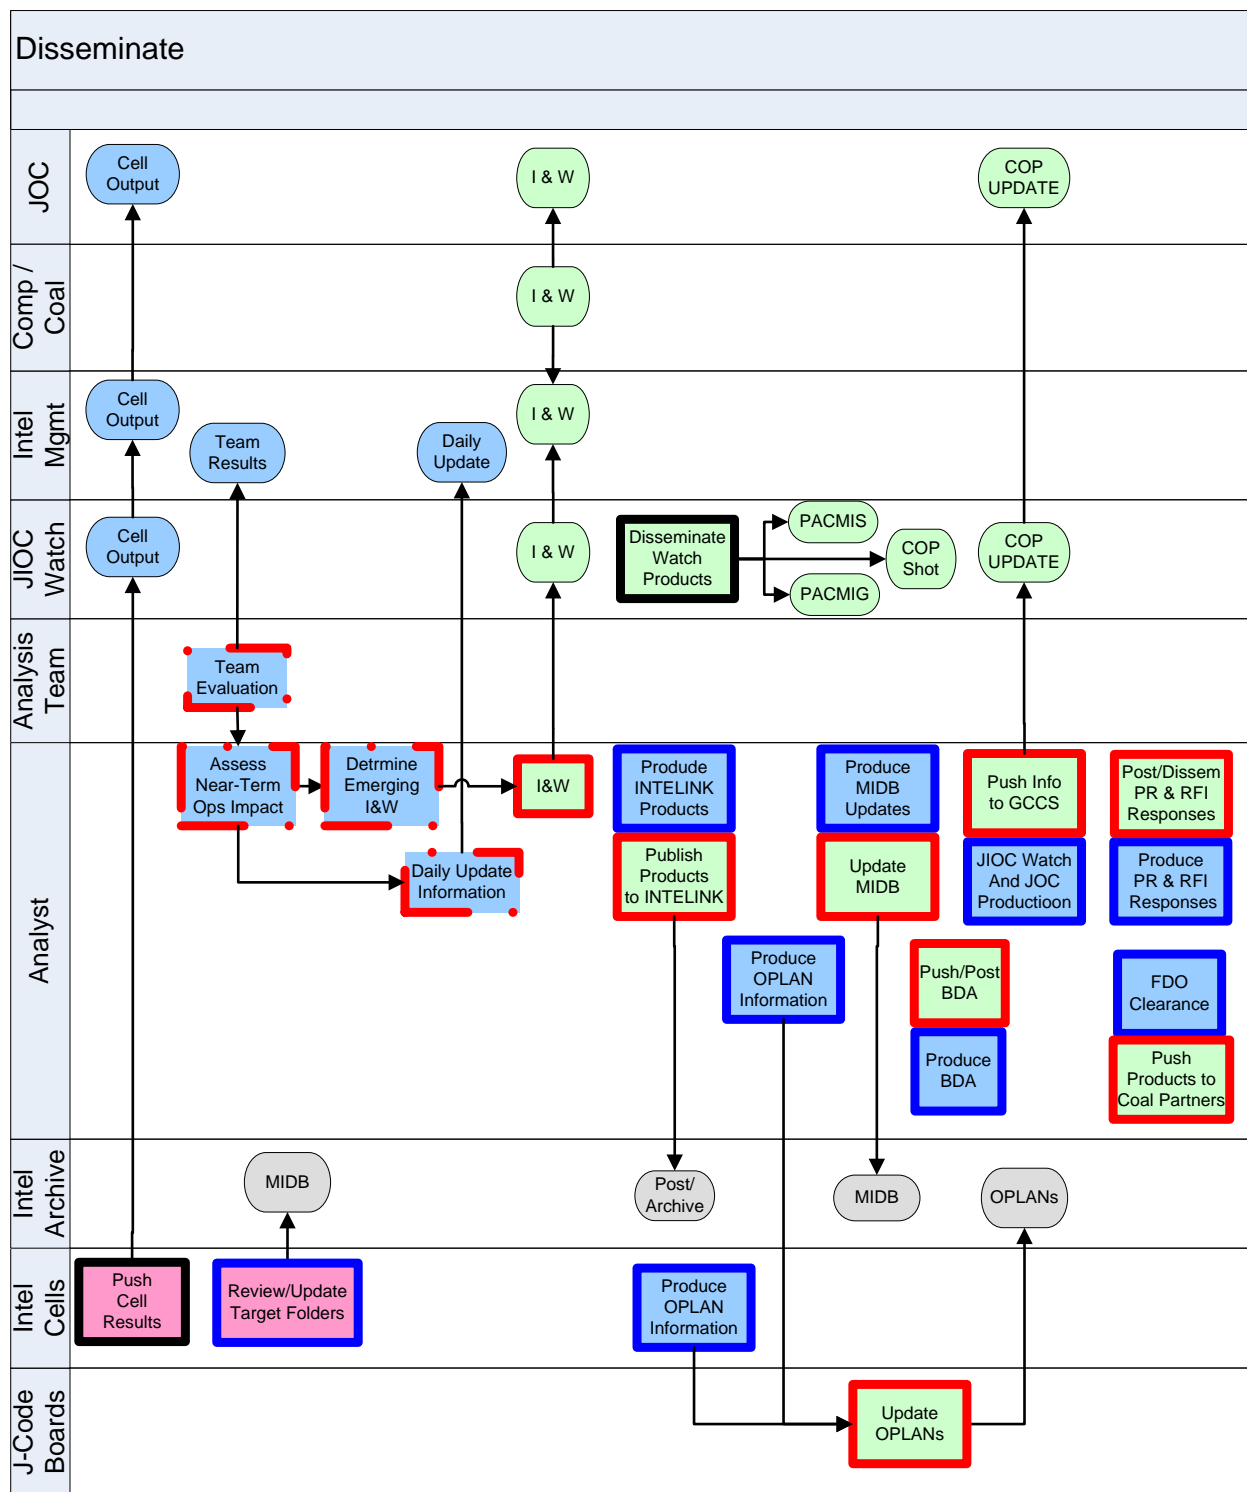 Disseminate
JOC
Cell
Output
I & W
COP
UPDATE
Comp /
Coal
I & W
Intel
Mgmt
Cell
Output
Team
Results
Daily
Update
I & W
JIOC
Watch
Cell
Output
I & W
Disseminate
Watch
Products
PACMIS
COP
Shot
PACMIG
COP
UPDATE
Analysis
Team
Team
Evaluation
Analyst
Assess
Near-Term
Ops Impact
Detrmine
Emerging
I&W
I&W
Daily Update
Information
Produde
INTELINK
Products
Publish
Products
to INTELINK
Produce
MIDB
Updates
Update
MIDB
Push Info
to GCCS
JIOC Watch
And JOC
Productioon
Post/Dissem
PR & RFI
Responses
Produce
PR & RFI
Responses
Produce
OPLAN
Information
Push/Post
BDA
Produce
BDA
FDO
Clearance
Push
Products to
Coal Partners
Intel
Archive
MIDB
Post/
Archive
MIDB
OPLANs
Intel
Cells
Push
Cell
Results
Review/Update
Target Folders
Produce
OPLAN
Information
J-Code
Boards
Update
OPLANs